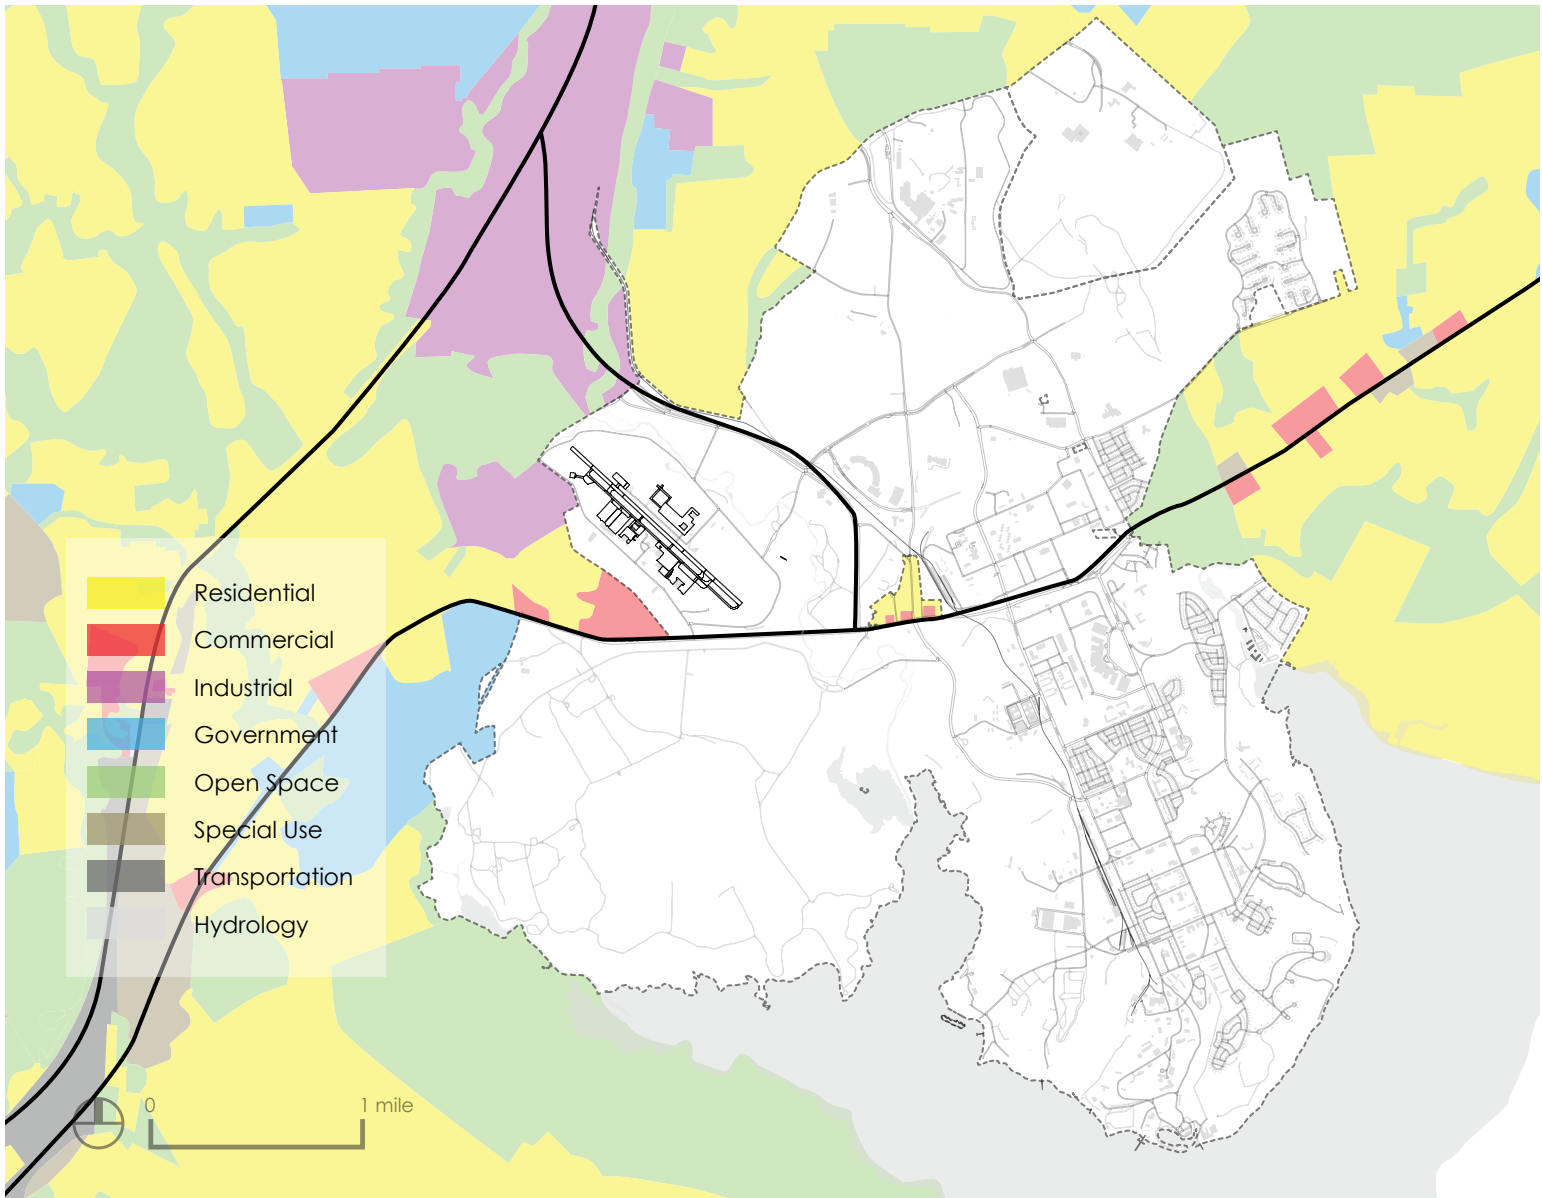 Residential
Commercial
Industrial
Government
Open Space
Special Use
Transportation
Hydrology
0 1 mile